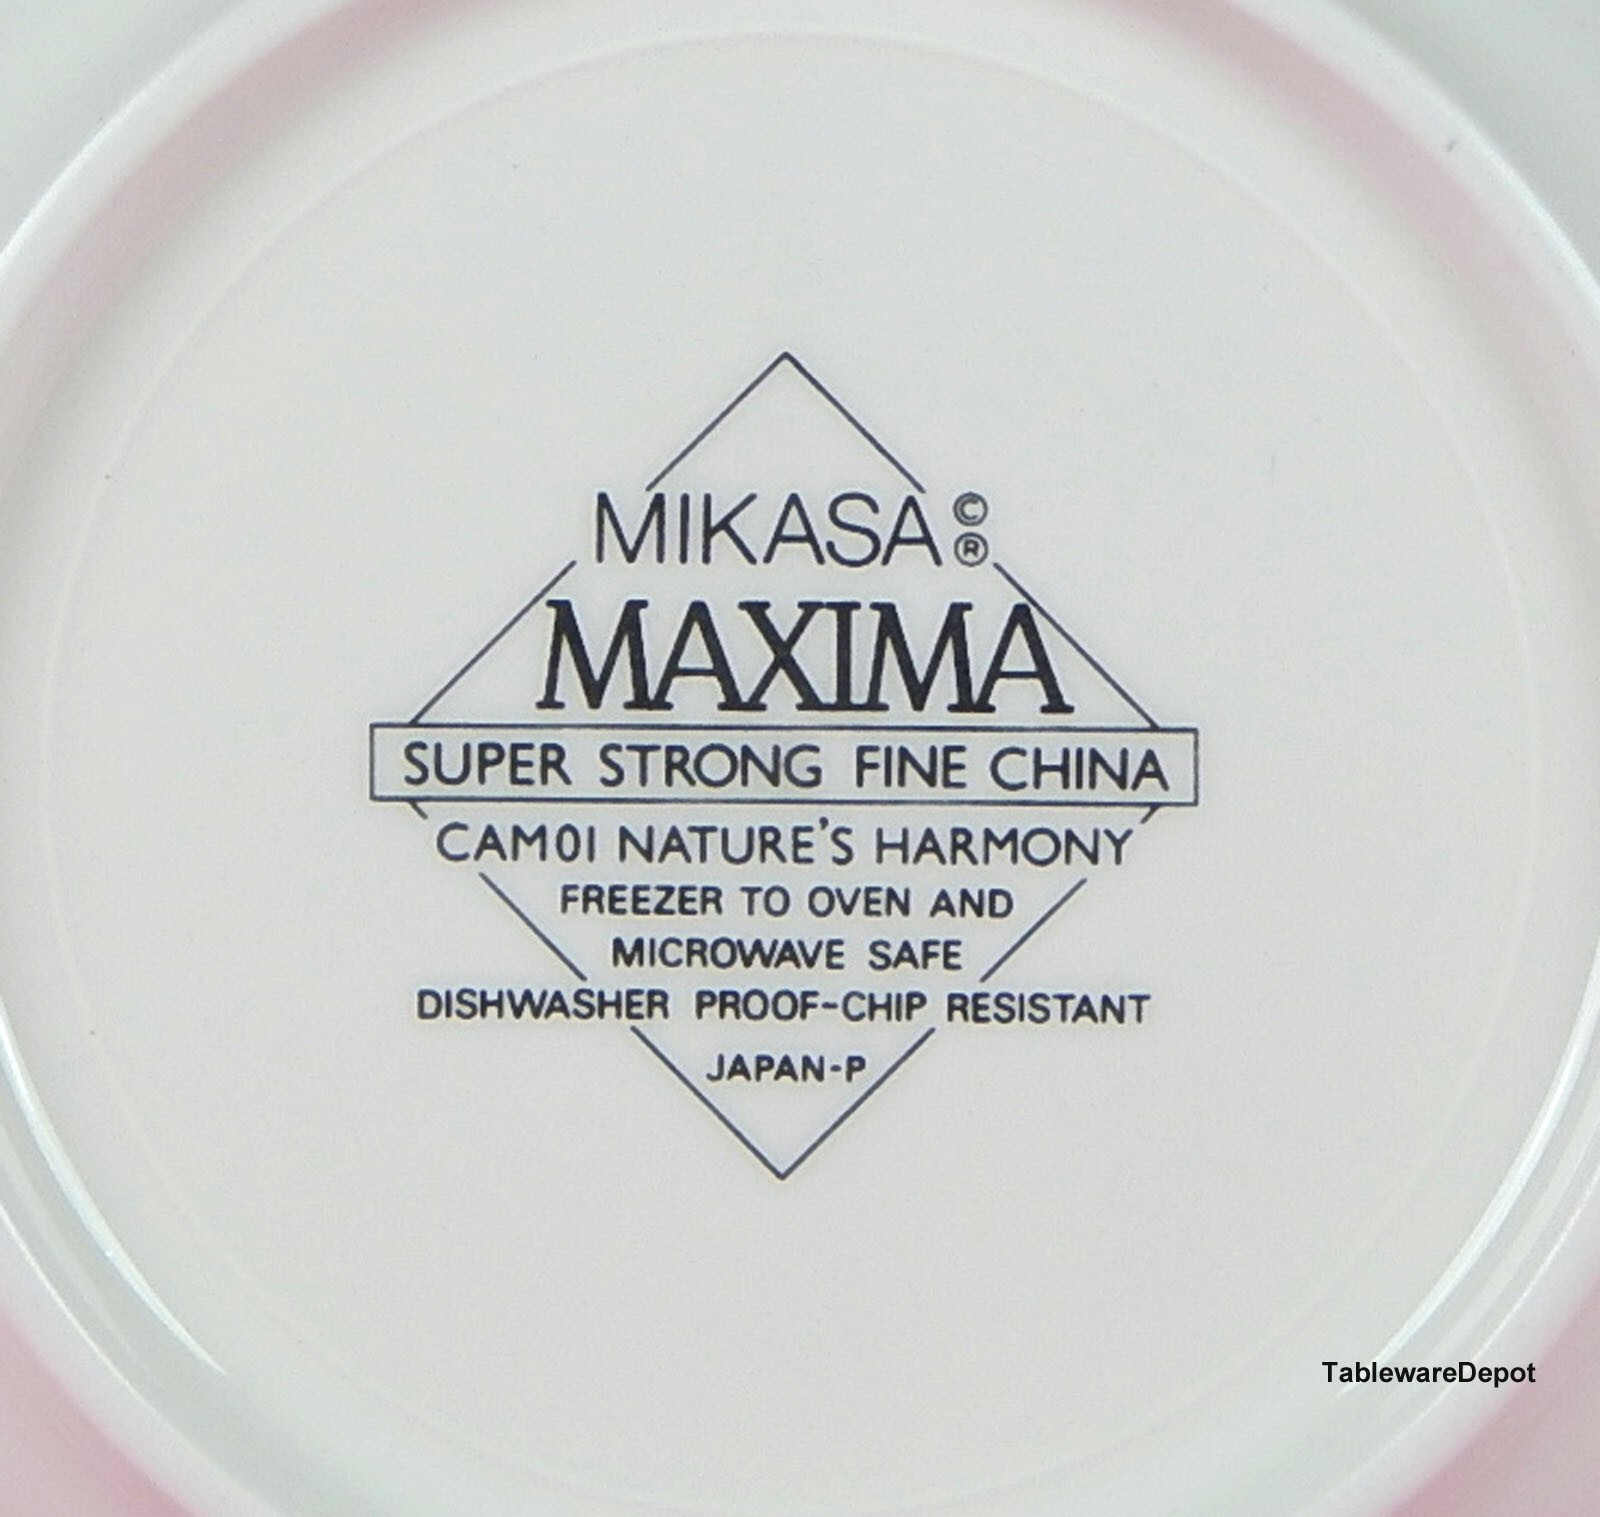 MIKASA © ®
MAXIMA
SUPER STRONG FINE CHINA
CAM01 NATURE'S HARMONY
FREEZER TO OVEN AND
MICROWAVE SAFE
DISHWASHER PROOF-CHIP RESISTANT
JAPAN-P
TablewareDepot